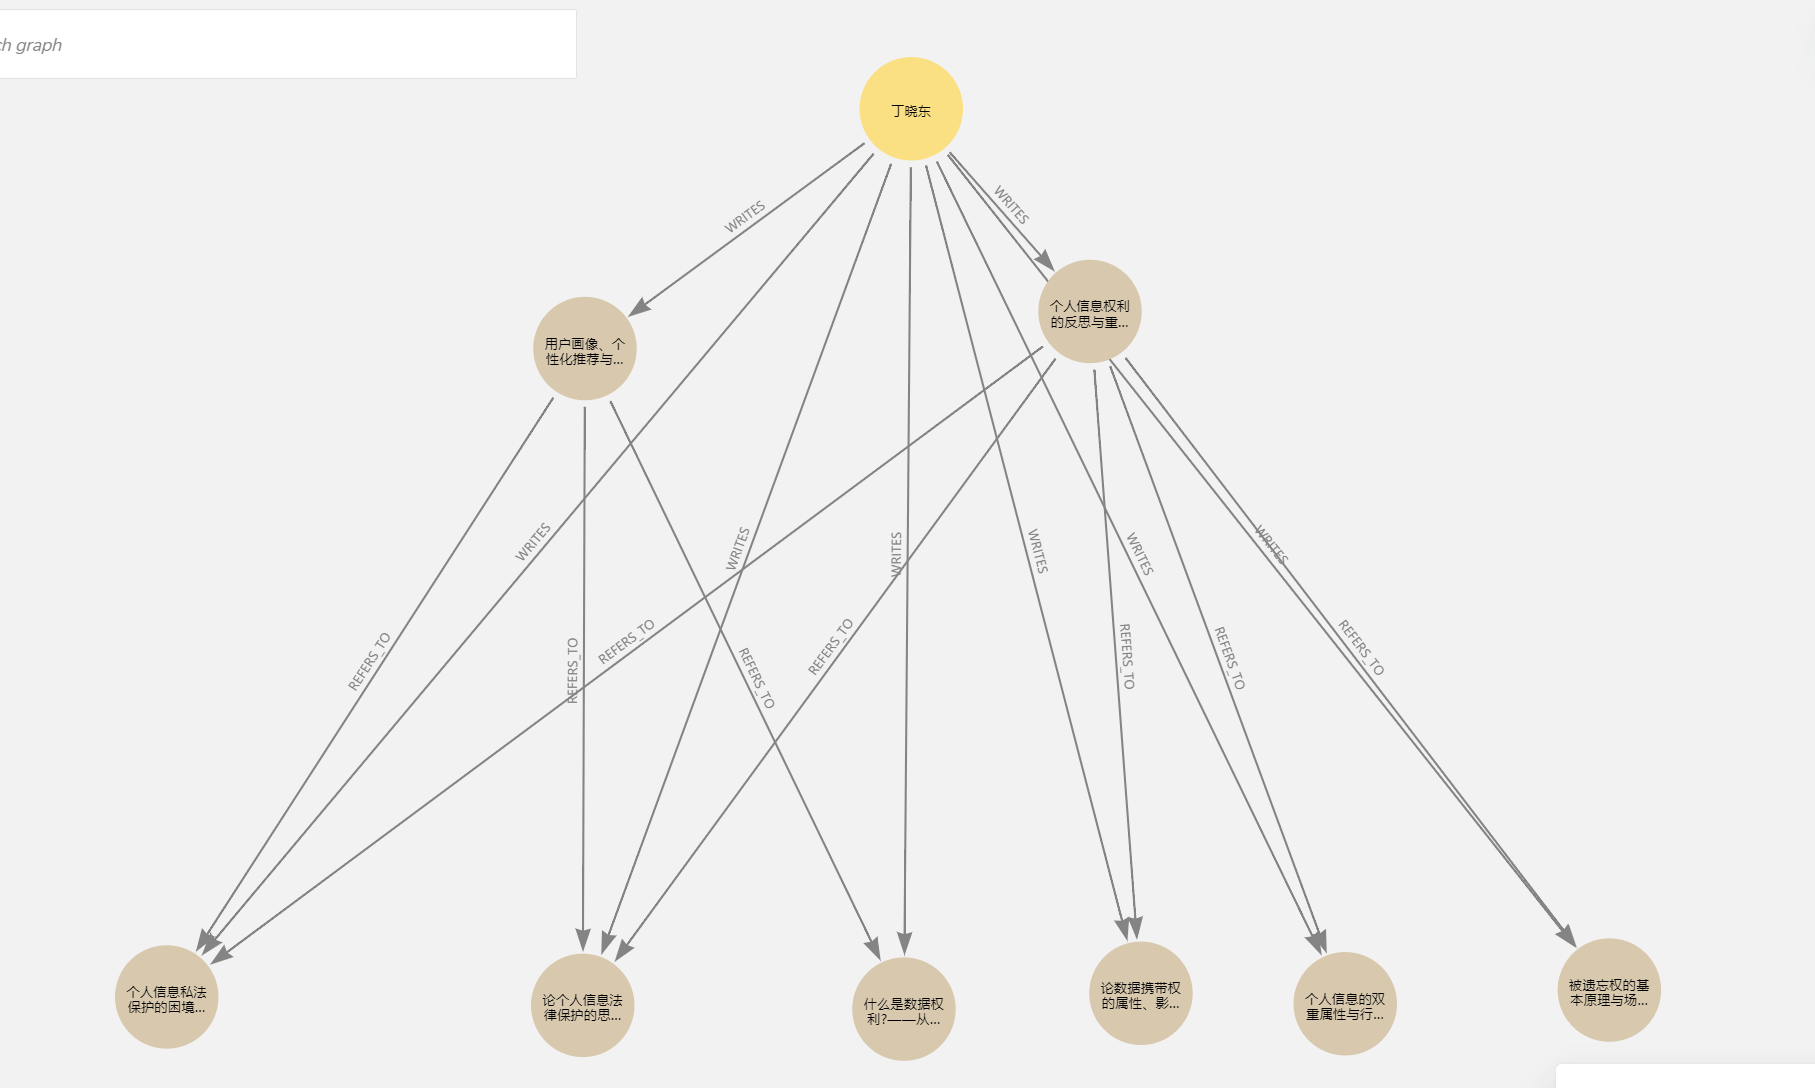 ch graph
丁晓东
WRITES
WRITES
个人信息权利
的反思与重...
用户画像、个
性化推荐与...
WRITES
WRITES
WRITES
WRITES
WRITES
WRITES
REFERS_TO
REFERS_TO
REFERS_TO
REFERS_TO
REFERS_TO
REFERS_TO
REFERS_TO
REFERS_TO
个人信息私法
保护的困境...
论个人信息法
律保护的思...
什么是数据权
利?——从...
论数据携带权
的属性、影...
个人信息的双
重属性与行...
被遗忘权的基
本原理与场...